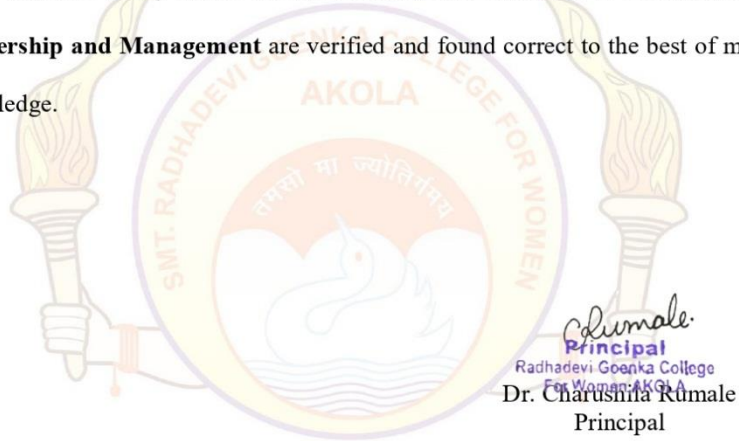 ership and Management are verified and found correct to the best of m
ledge.
SMT. RADHADEVI GOENKA COLLEGE FOR WOMEN
AKOLA
तमसो मा ज्योतिर्गमय
CRumale.
Principal
Radhadevi Goenka College
For Women, AKOLA
Dr. Charushila Rumale
Principal